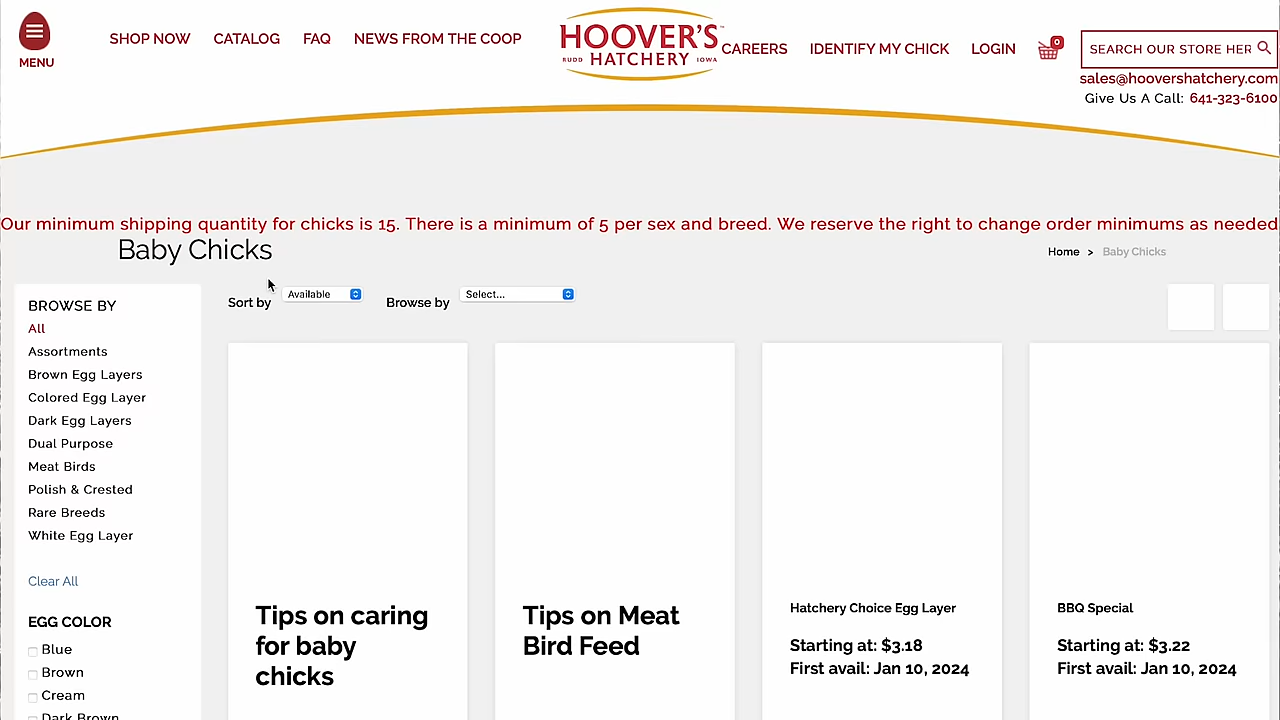 MENU
SHOP NOW
CATALOG
FAQ
NEWS FROM THE COOP
HOOVER'S
RUDD HATCHERY IOWA
CAREERS
IDENTIFY MY CHICK
LOGIN
0
SEARCH OUR STORE HER
sales@hoovershatchery.com
Give Us A Call: 641-323-6100
Our minimum shipping quantity for chicks is 15. There is a minimum of 5 per sex and breed. We reserve the right to change order minimums as needed
Baby Chicks
Home > Baby Chicks
BROWSE BY
All
Assortments
Brown Egg Layers
Colored Egg Layer
Dark Egg Layers
Dual Purpose
Meat Birds
Polish & Crested
Rare Breeds
White Egg Layer
Clear All
EGG COLOR
Blue
Brown
Cream
Dark Brown
Sort by
Available
Browse by
Select...
Tips on caring
for baby
chicks
Tips on Meat
Bird Feed
Hatchery Choice Egg Layer
Starting at: $3.18
First avail: Jan 10, 2024
BBQ Special
Starting at: $3.22
First avail: Jan 10, 2024